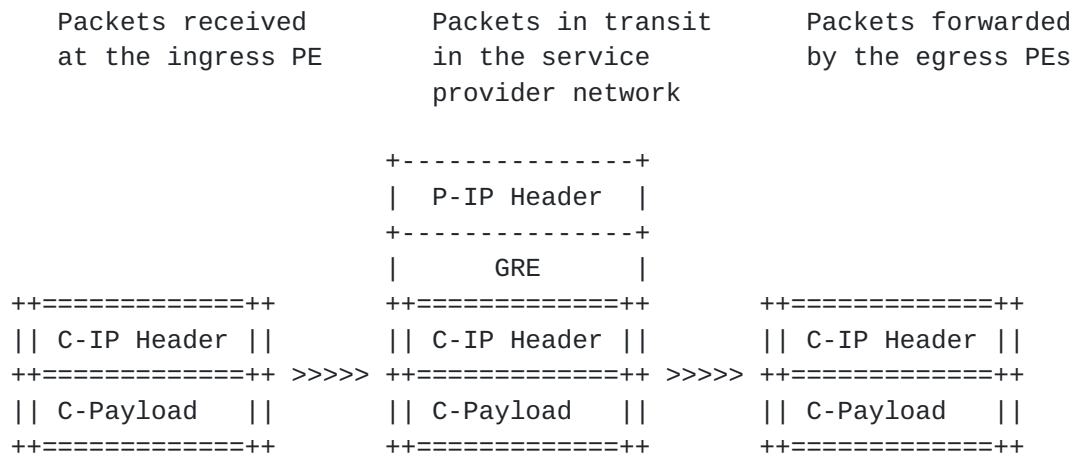 Packets received        Packets in transit      Packets forwarded
at the ingress PE       in the service          by the egress PEs
                        provider network

                     +---------------+
                     |  P-IP Header  |
                     +---------------+
                     |      GRE      |
++=============++       ++=============++       ++=============++
|| C-IP Header ||       || C-IP Header ||       || C-IP Header ||
++=============++ >>>>> ++=============++ >>>>> ++=============++
|| C-Payload   ||       || C-Payload   ||       || C-Payload   ||
++=============++       ++=============++       ++=============++